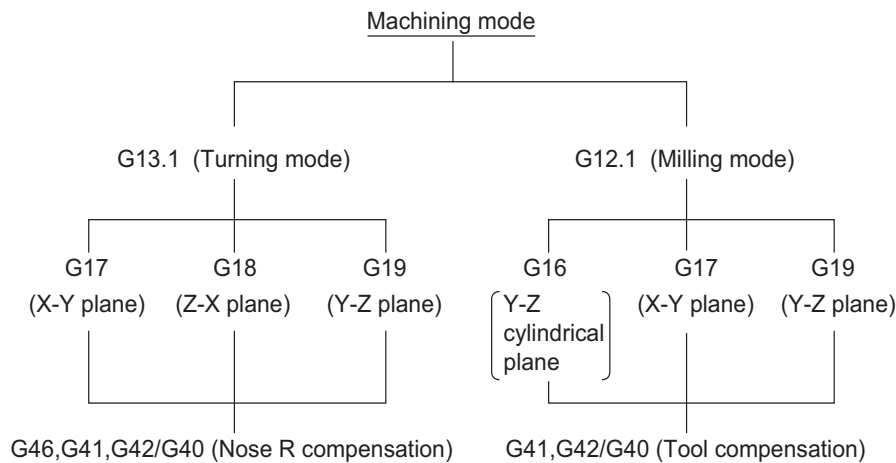 Machining mode
G13.1 (Turning mode)
G12.1 (Milling mode)
G17
G18
G19
G16
G17
G19
(X-Y plane)
(Z-X plane)
(Y-Z plane)
Y-Z
cylindrical
plane
(X-Y plane)
(Y-Z plane)
G46,G41,G42/G40 (Nose R compensation)
G41,G42/G40 (Tool compensation)